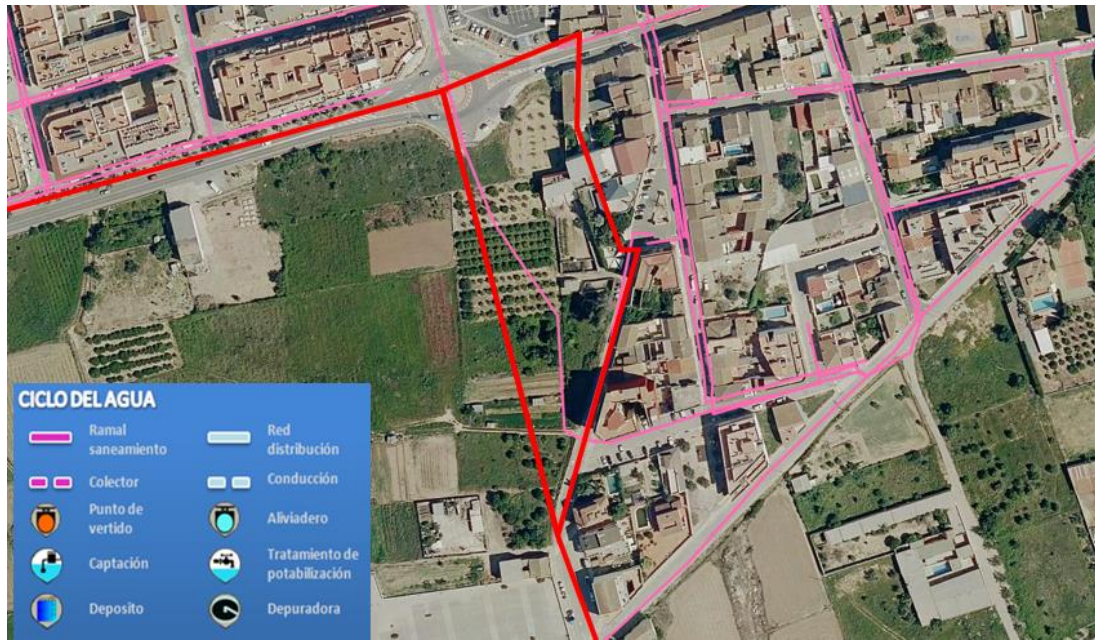 CICLO DEL AGUA
Ramal
saneamiento
Red
distribución
Colector
Conducción
Punto de
vertido
Aliviadero
Captación
Tratamiento de
potabilización
Deposito
Depuradora